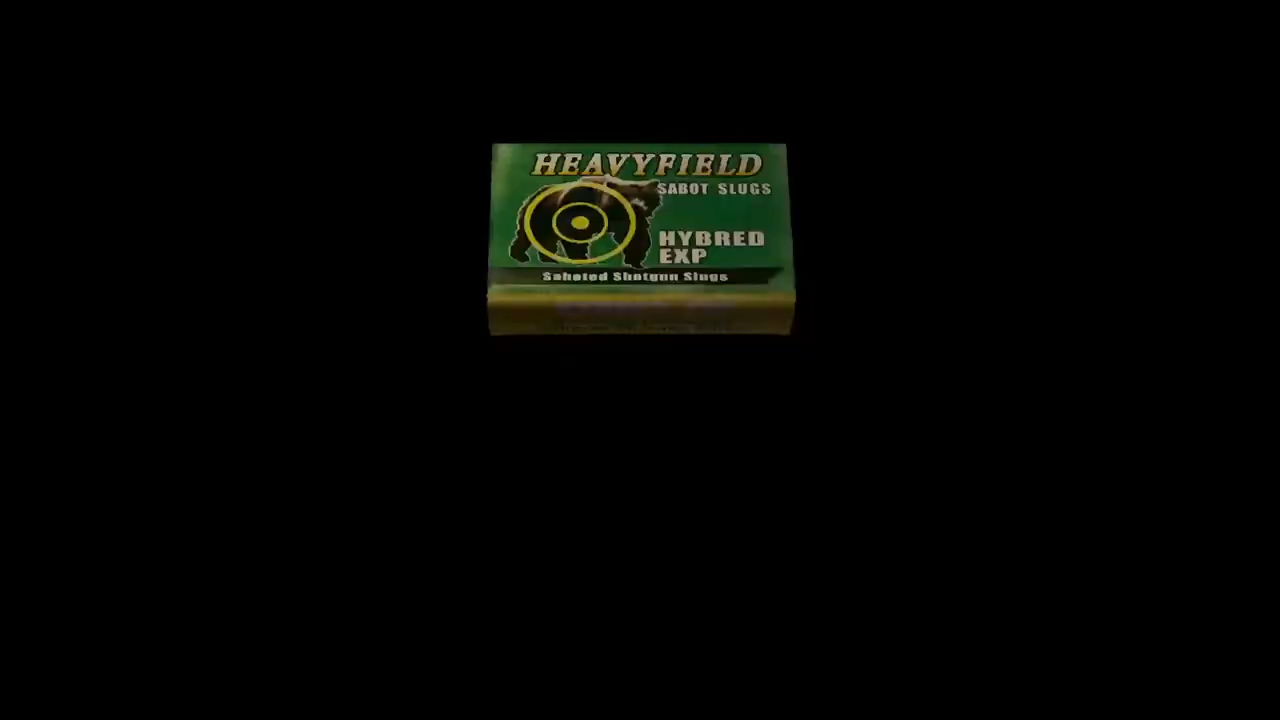 HEAVYFIELD
SABOT SLUGS
HYBRED
EXP
Saboted Shotgun Slugs